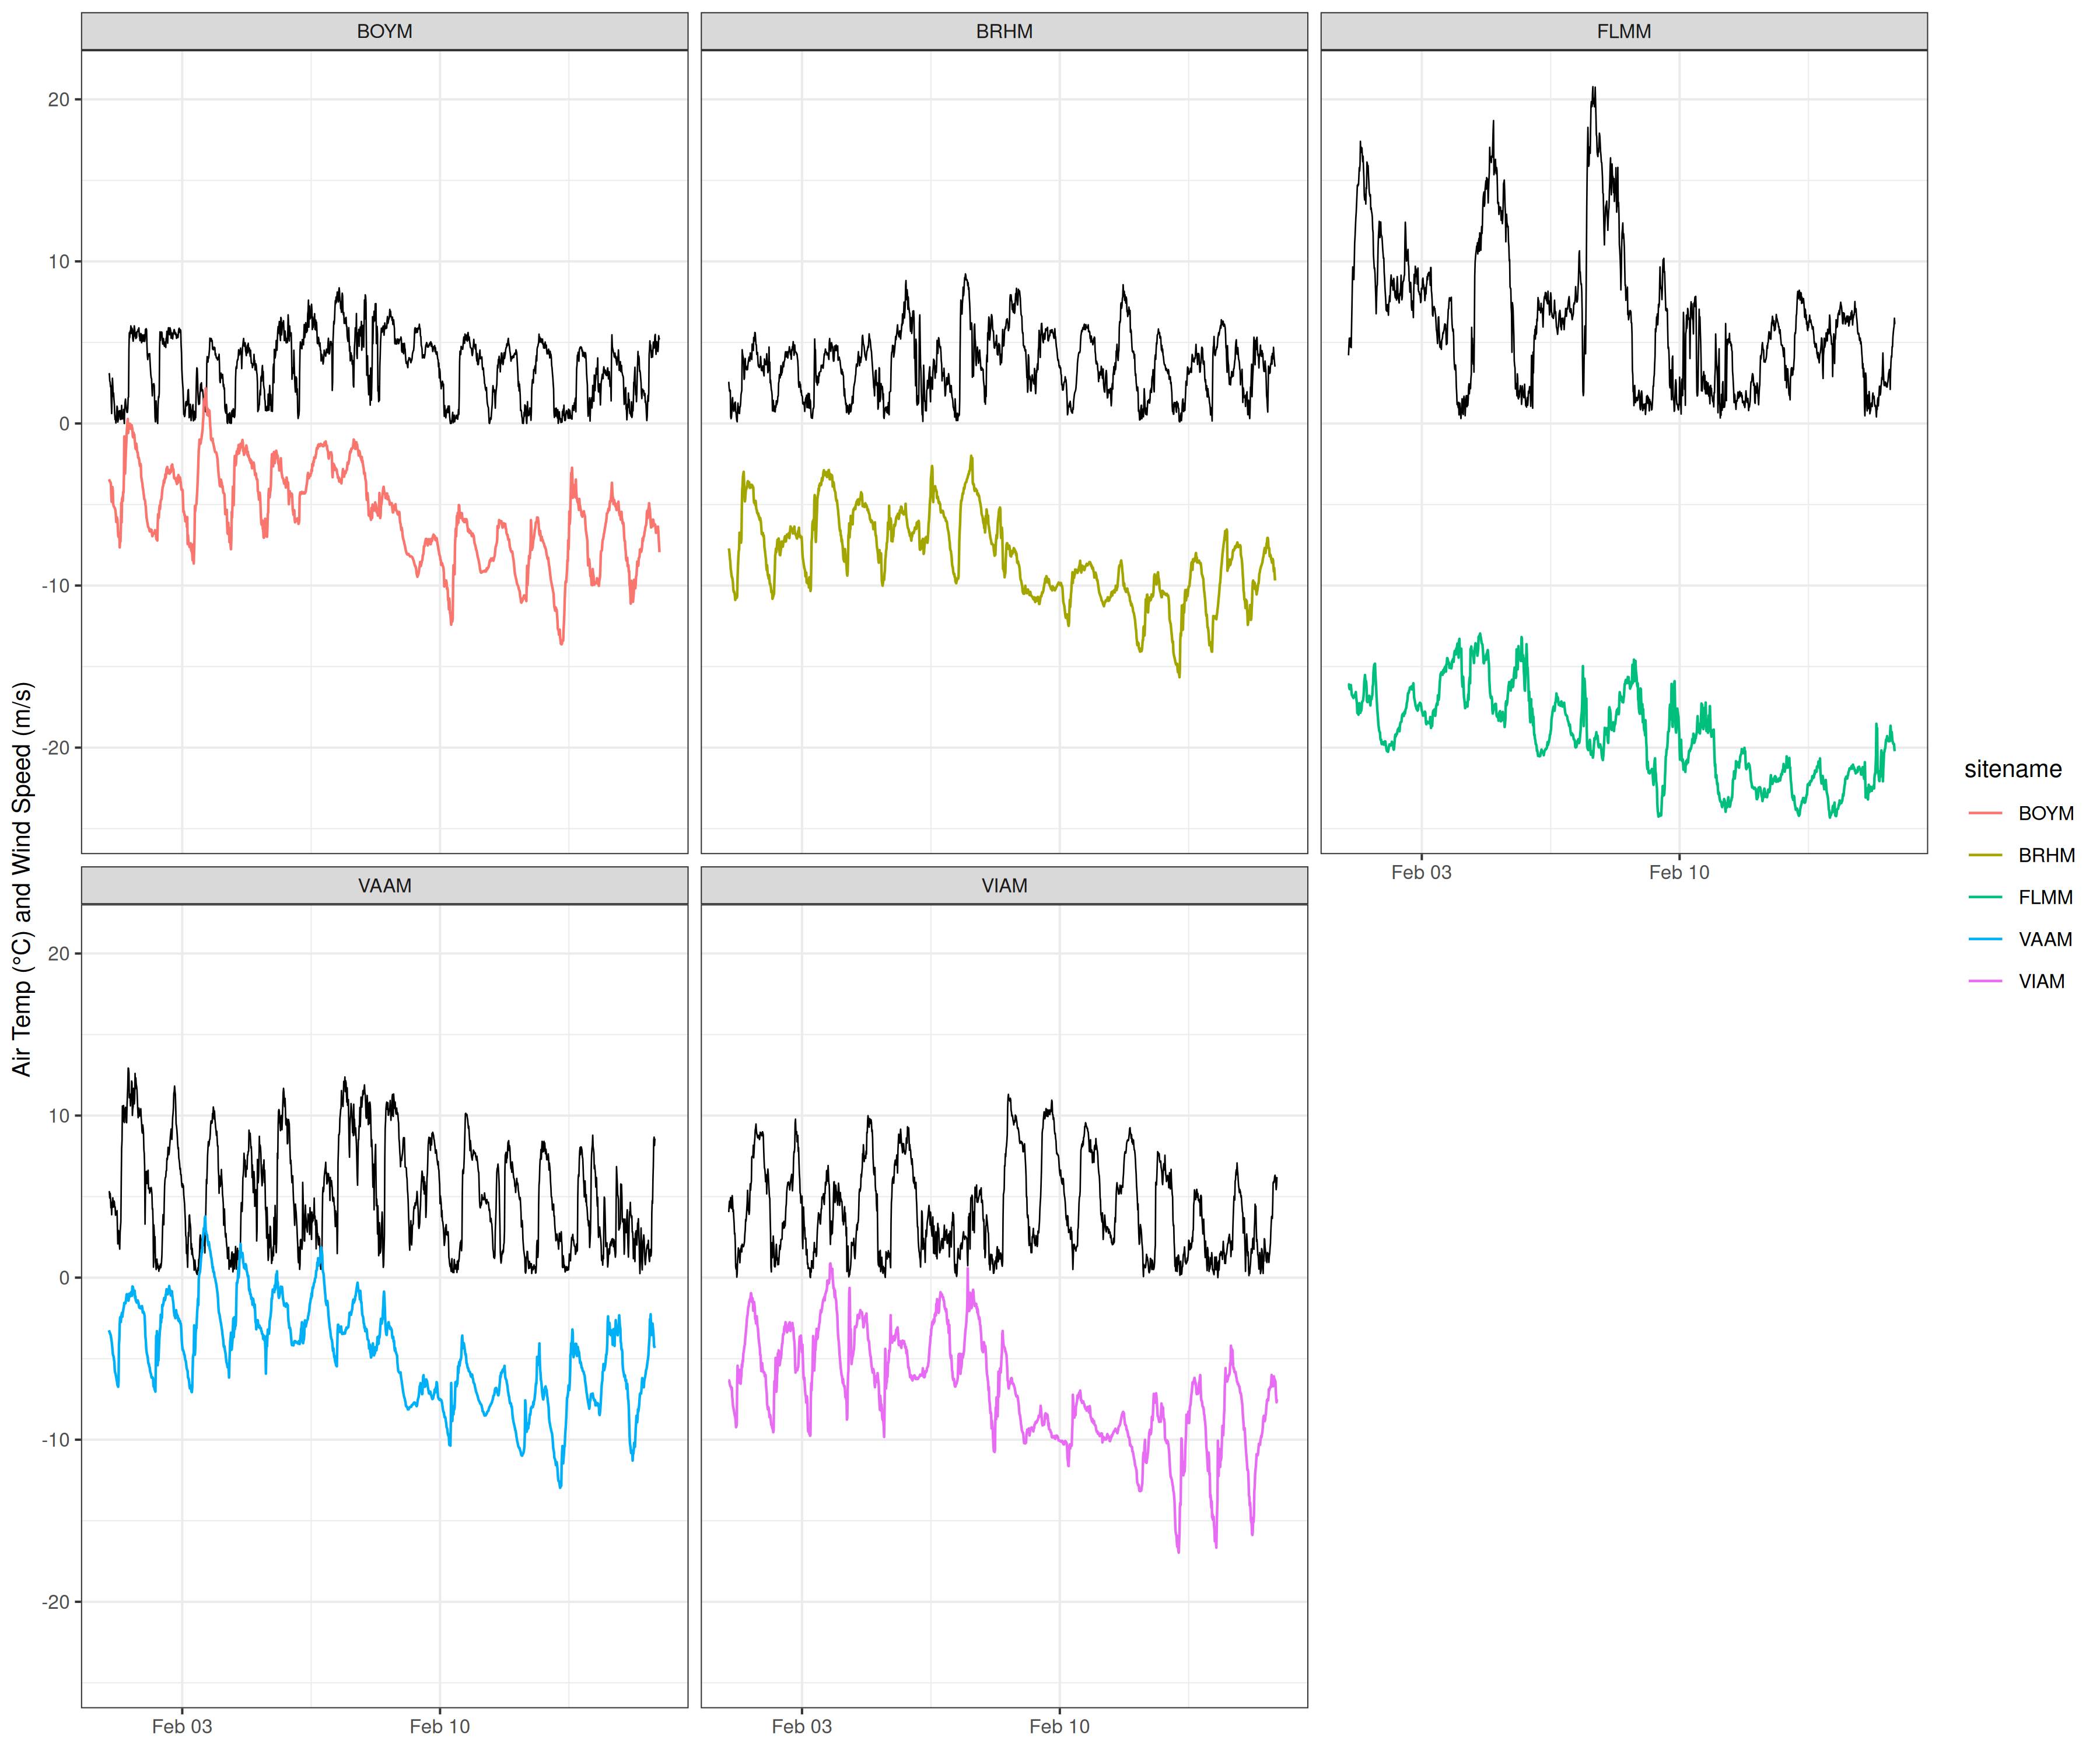 BOYM
BRHM
FLMM
20
10
0
-10
-20
Feb 03
Feb 10
VAAM
VIAM
20
10
0
-10
-20
Feb 03
Feb 10
Feb 03
Feb 10
Air Temp (°C) and Wind Speed (m/s)
sitename
BOYM
BRHM
FLMM
VAAM
VIAM